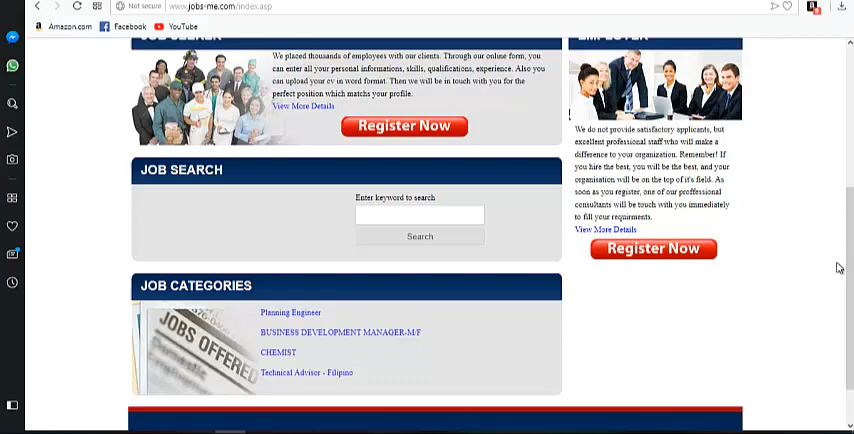 Not secure www.jobs-me.com/index.asp
Amazon.com Facebook YouTube
JOB SEEKER
We placed thousands of employees with our clients. Through our online form, you
can enter all your personal informations, skills, qualifications, experience. Also you
can upload your cv in word format. Then we will be in touch with you for the
perfect position which matchs your profile.
View More Details
Register Now
EMPLOYER
We do not provide satisfactory applicants, but
excellent professional staff who will make a
difference to your organization. Remember! If
you hire the best, you will be the best, and your
organisation will be on the top of it's field. As
soon as you register, one of our proffessional
consultants will be touch with you immediately
to fill your requirments.
View More Details
Register Now
JOB SEARCH
Enter keyword to search
Search
JOB CATEGORIES
JOBS OFFERED
Planning Engineer
BUSINESS DEVELOPMENT MANAGER-M/F
CHEMIST
Technical Advisor - Filipino